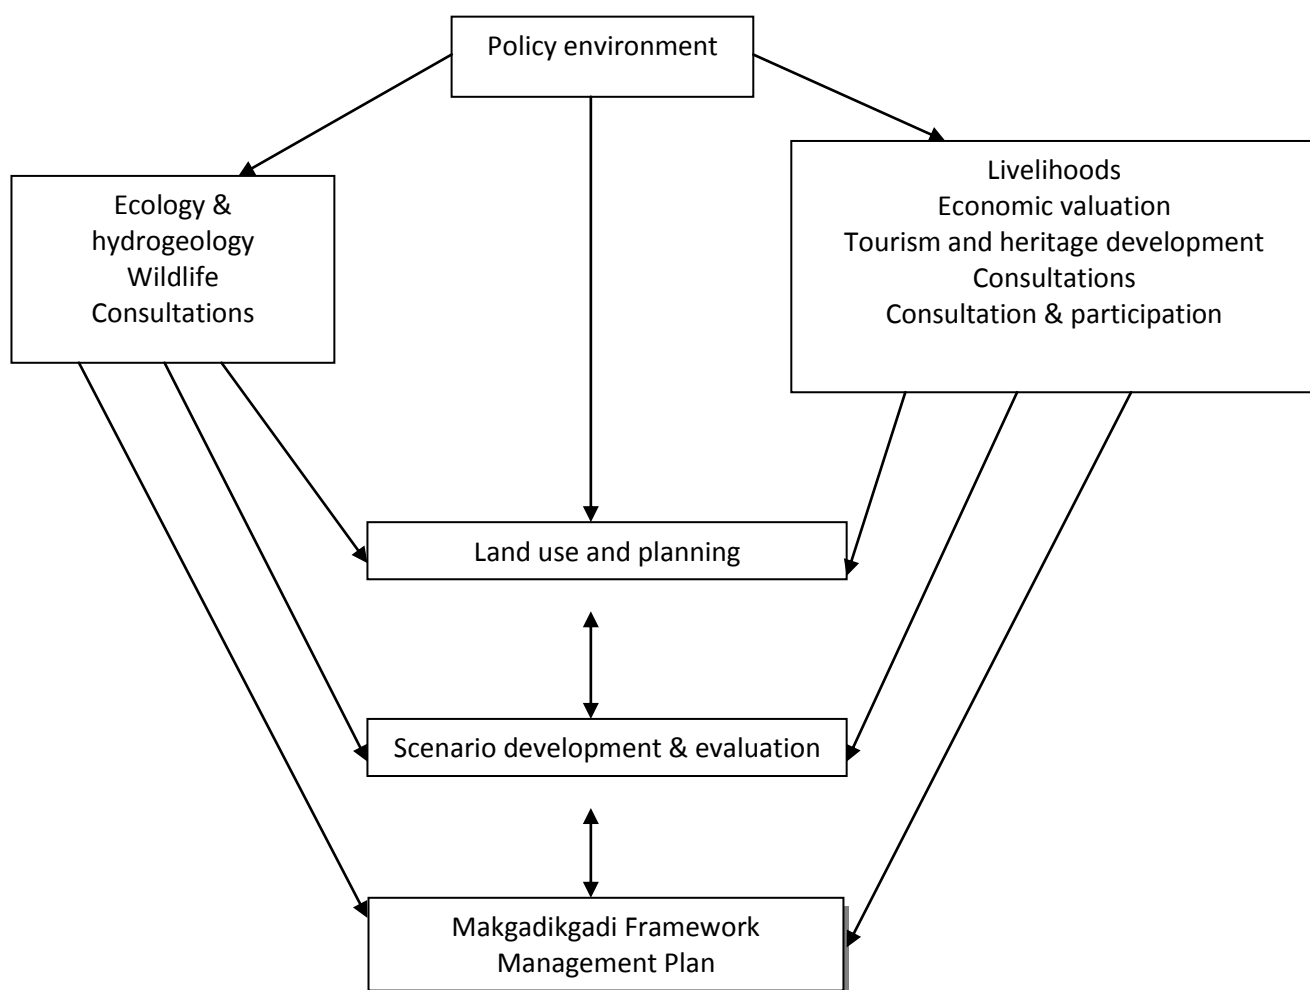 Policy environment
Ecology &
hydrogeology
Wildlife
Consultations
Livelihoods
Economic valuation
Tourism and heritage development
Consultations
Consultation & participation
Land use and planning
Scenario development & evaluation
Makgadikgadi Framework
Management Plan